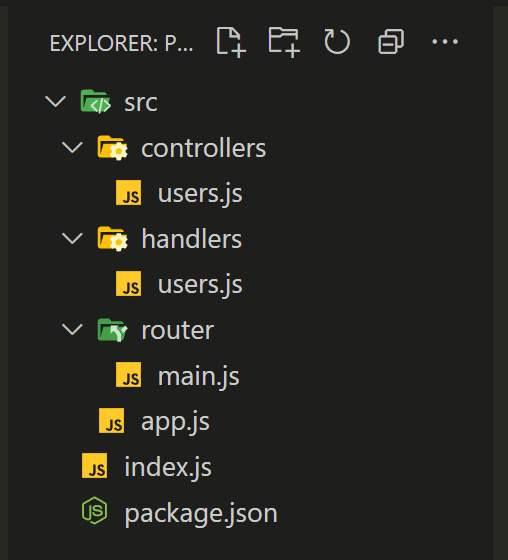 EXPLORER: P...
src
controllers
JS users.js
handlers
JS users.js
router
JS main.js
JS app.js
JS index.js
JS package.json